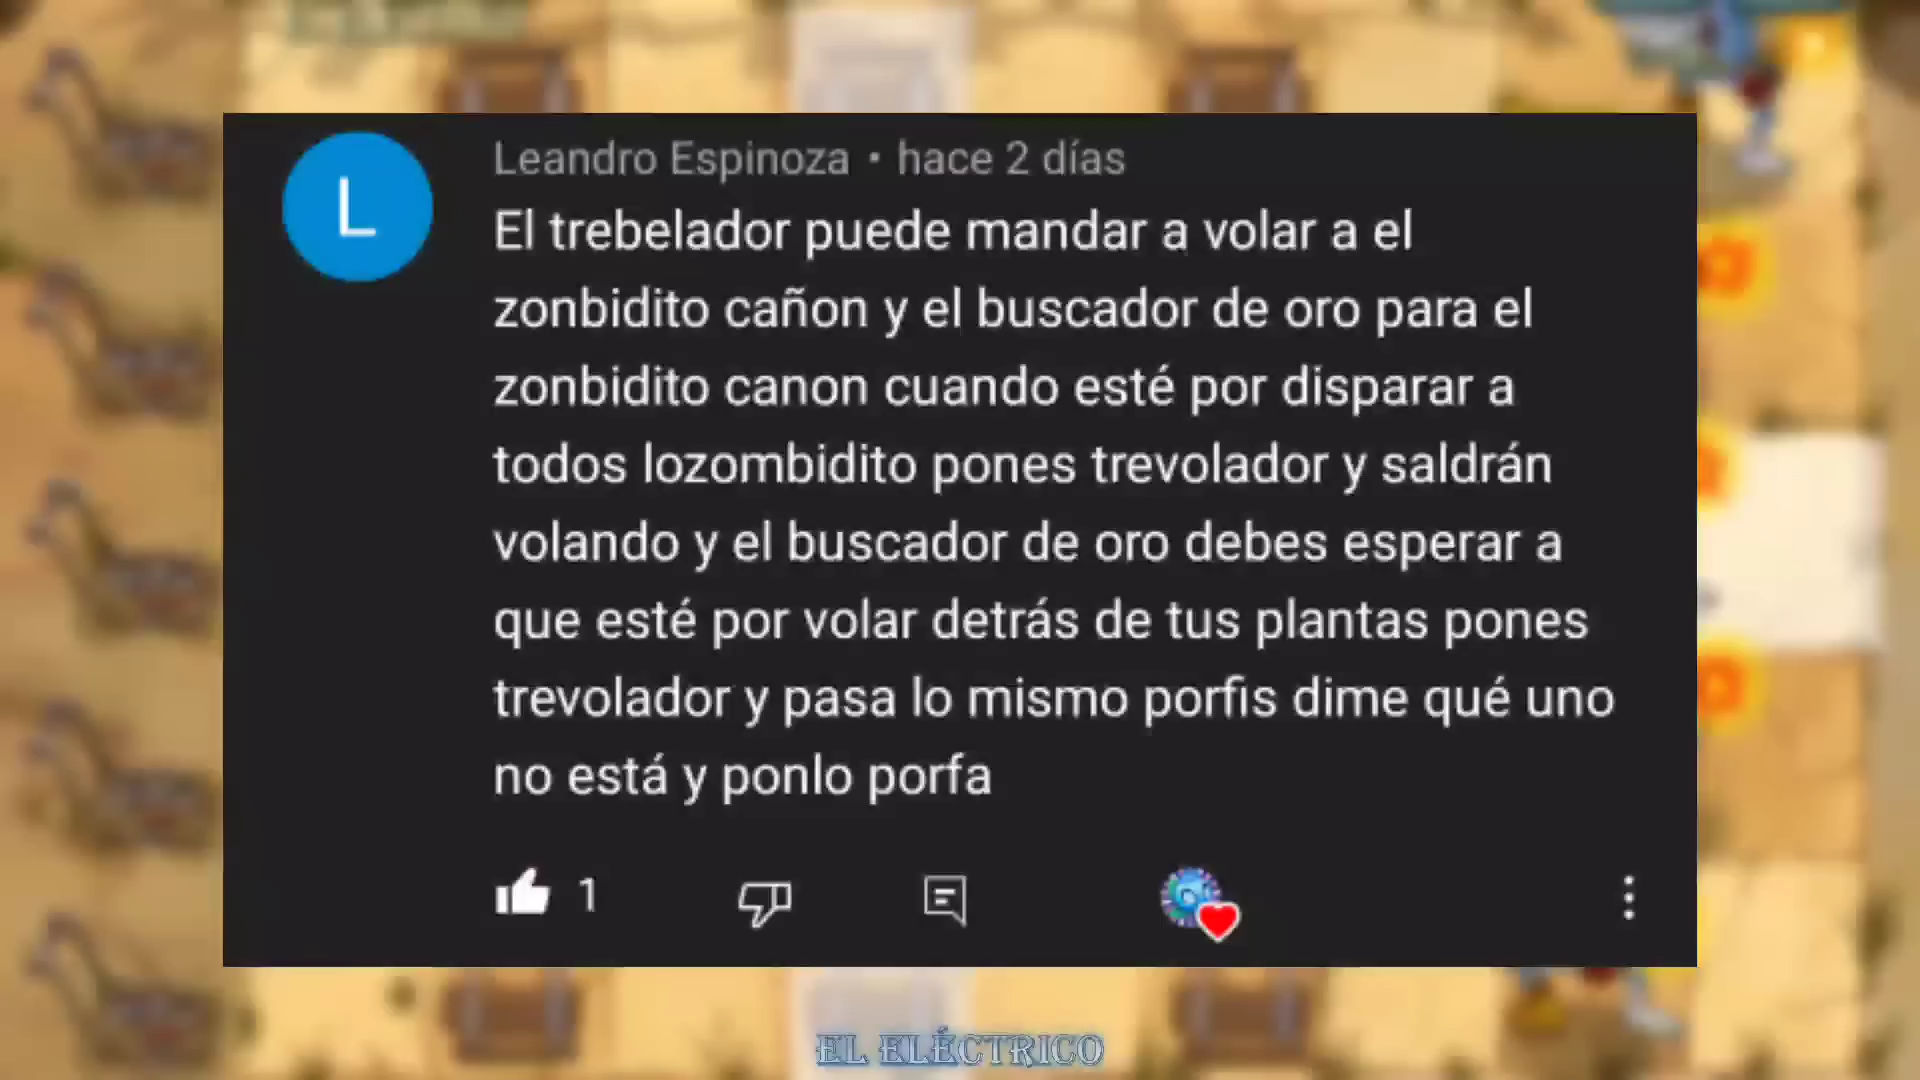 L
Leandro Espinoza • hace 2 días
El trebelador puede mandar a volar a el
zonbidito cañon y el buscador de oro para el
zonbidito canon cuando esté por disparar a
todos lozombidito pones trevolador y saldrán
volando y el buscador de oro debes esperar a
que esté por volar detrás de tus plantas pones
trevolador y pasa lo mismo porfis dime qué uno
no está y ponlo porfa
1
EL ELÉCTRICO